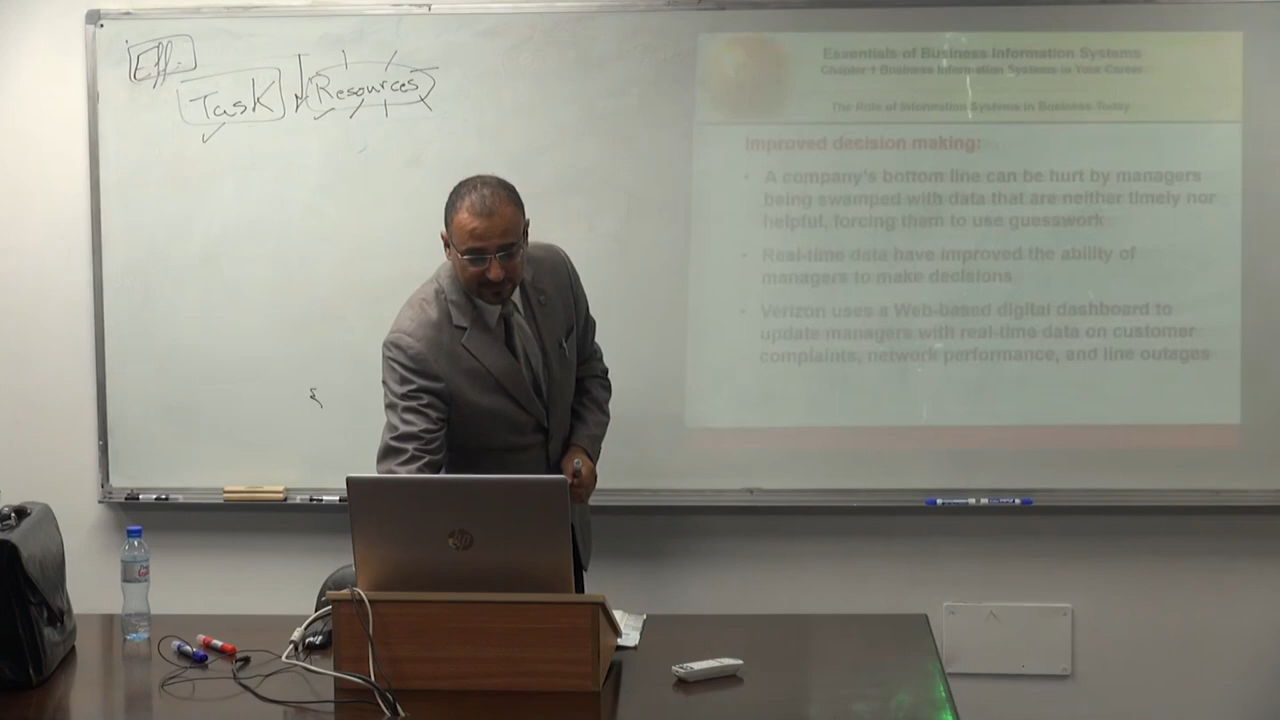 Eff.
Task
Resources
Essentials of Business Information Systems
Chapter 1 Business Information Systems in Your Career
The Role of Information Systems in Business Today
Improved decision making:
• A company's bottom line can be hurt by managers
being swamped with data that are neither timely nor
helpful, forcing them to use guesswork
• Real-time data have improved the ability of
managers to make decisions
• Verizon uses a Web-based digital dashboard to
update managers with real-time data on customer
complaints, network performance, and line outages
hp